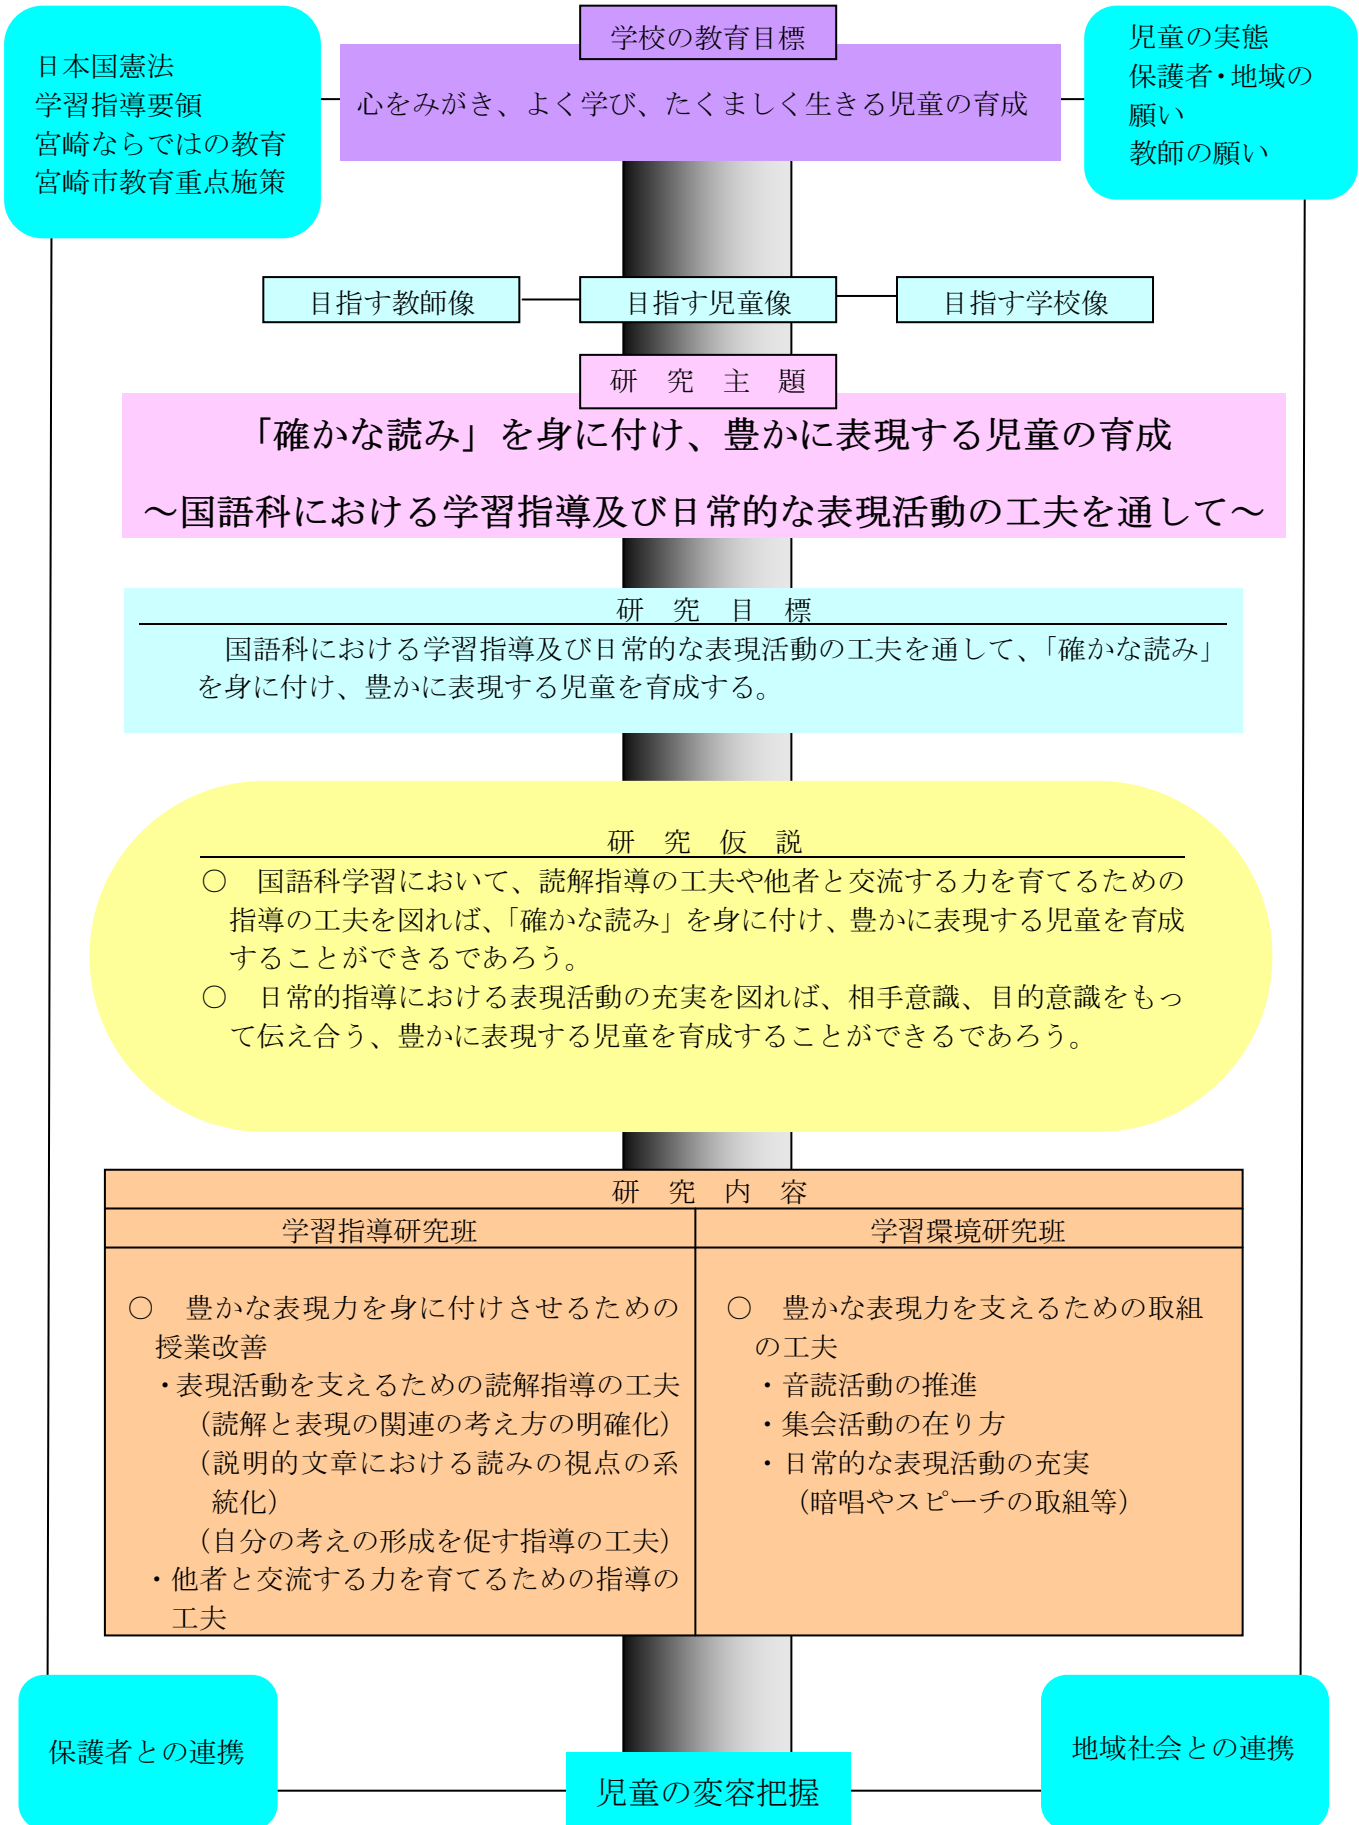 学校の教育目標
心をみがき、よく学び、たくましく生きる児童の育成
日本国憲法
学習指導要領
宮崎ならではの教育
宮崎市教育重点施策
児童の実態
保護者・地域の
願い
教師の願い
目指す教師像
目指す児童像
目指す学校像
研　究　主　題
「確かな読み」を身に付け、豊かに表現する児童の育成
～国語科における学習指導及び日常的な表現活動の工夫を通して～
研　究　目　標
国語科における学習指導及び日常的な表現活動の工夫を通して、「確かな読み」
を身に付け、豊かに表現する児童を育成する。
研　究　仮　説
○　国語科学習において、読解指導の工夫や他者と交流する力を育てるための
指導の工夫を図れば、「確かな読み」を身に付け、豊かに表現する児童を育成
することができるであろう。
○　日常的指導における表現活動の充実を図れば、相手意識、目的意識をもっ
て伝え合う、豊かに表現する児童を育成することができるであろう。
研　究　内　容
学習指導研究班
○　豊かな表現力を身に付けさせるための
授業改善
・表現活動を支えるための読解指導の工夫
（読解と表現の関連の考え方の明確化）
（説明的文章における読みの視点の系
統化）
（自分の考えの形成を促す指導の工夫）
・他者と交流する力を育てるための指導の
工夫
学習環境研究班
○　豊かな表現力を支えるための取組
の工夫
・音読活動の推進
・集会活動の在り方
・日常的な表現活動の充実
（暗唱やスピーチの取組等）
保護者との連携
児童の変容把握
地域社会との連携